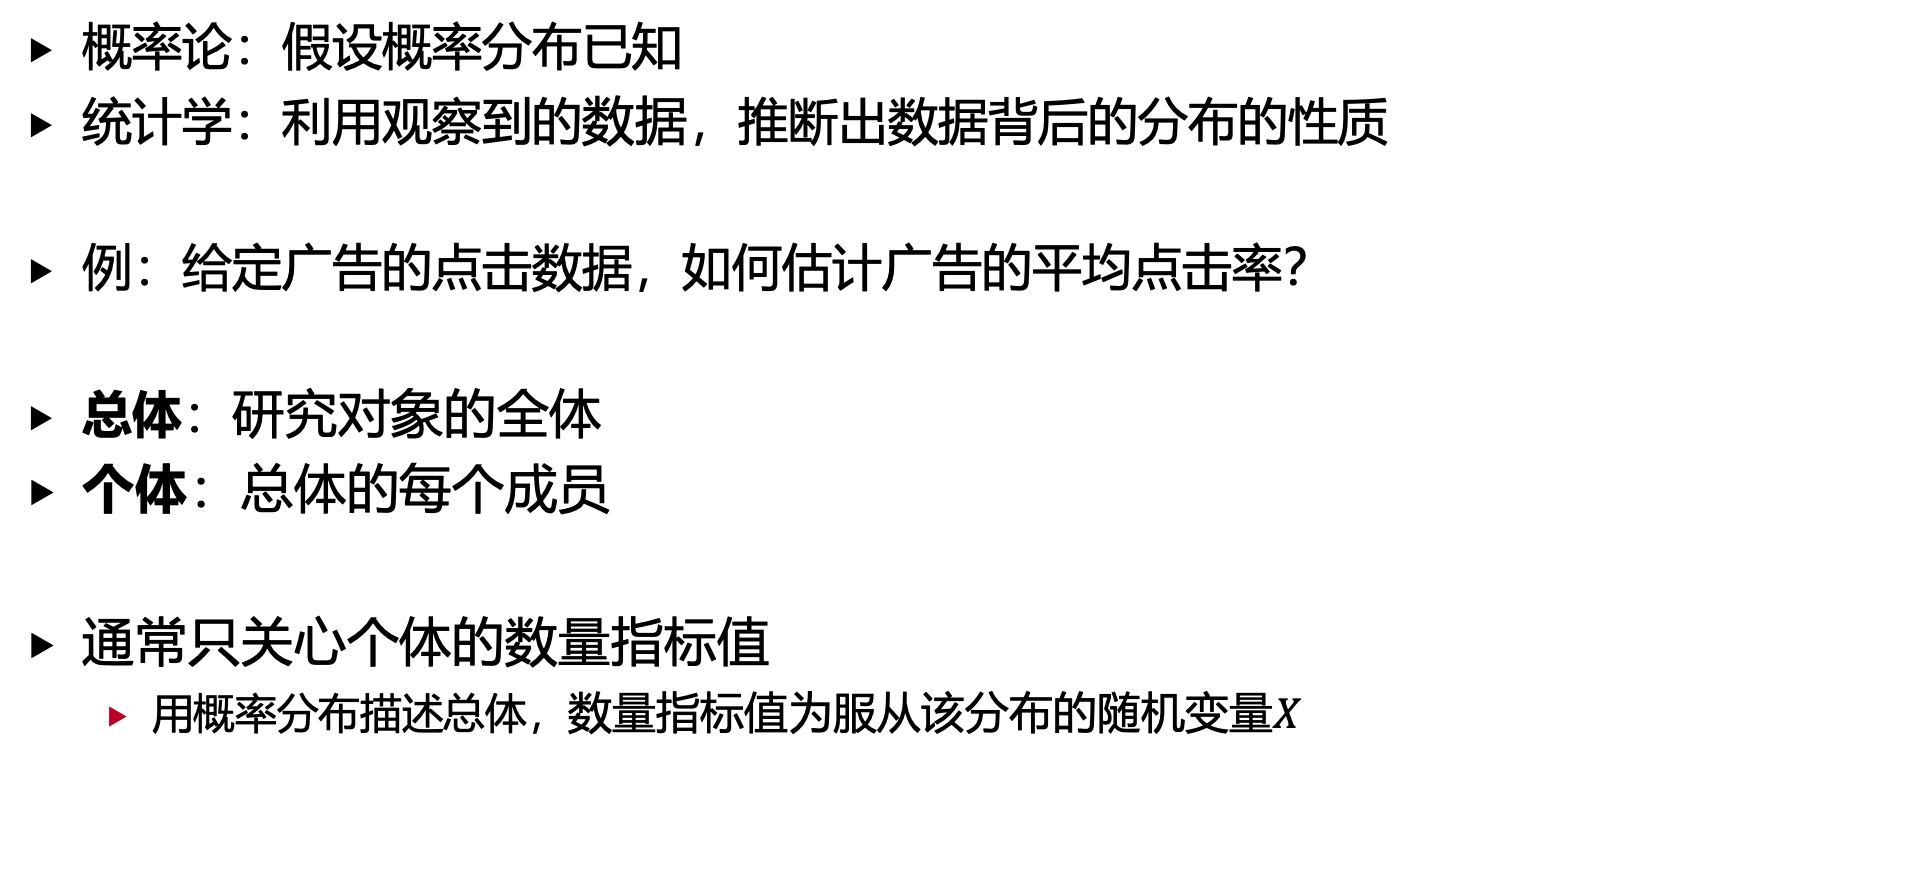 概率论：假设概率分布已知
统计学：利用观察到的数据，推断出数据背后的分布的性质
例：给定广告的点击数据，如何估计广告的平均点击率？
总体：研究对象的全体
个体：总体的每个成员
通常只关心个体的数量指标值
用概率分布描述总体，数量指标值为服从该分布的随机变量X